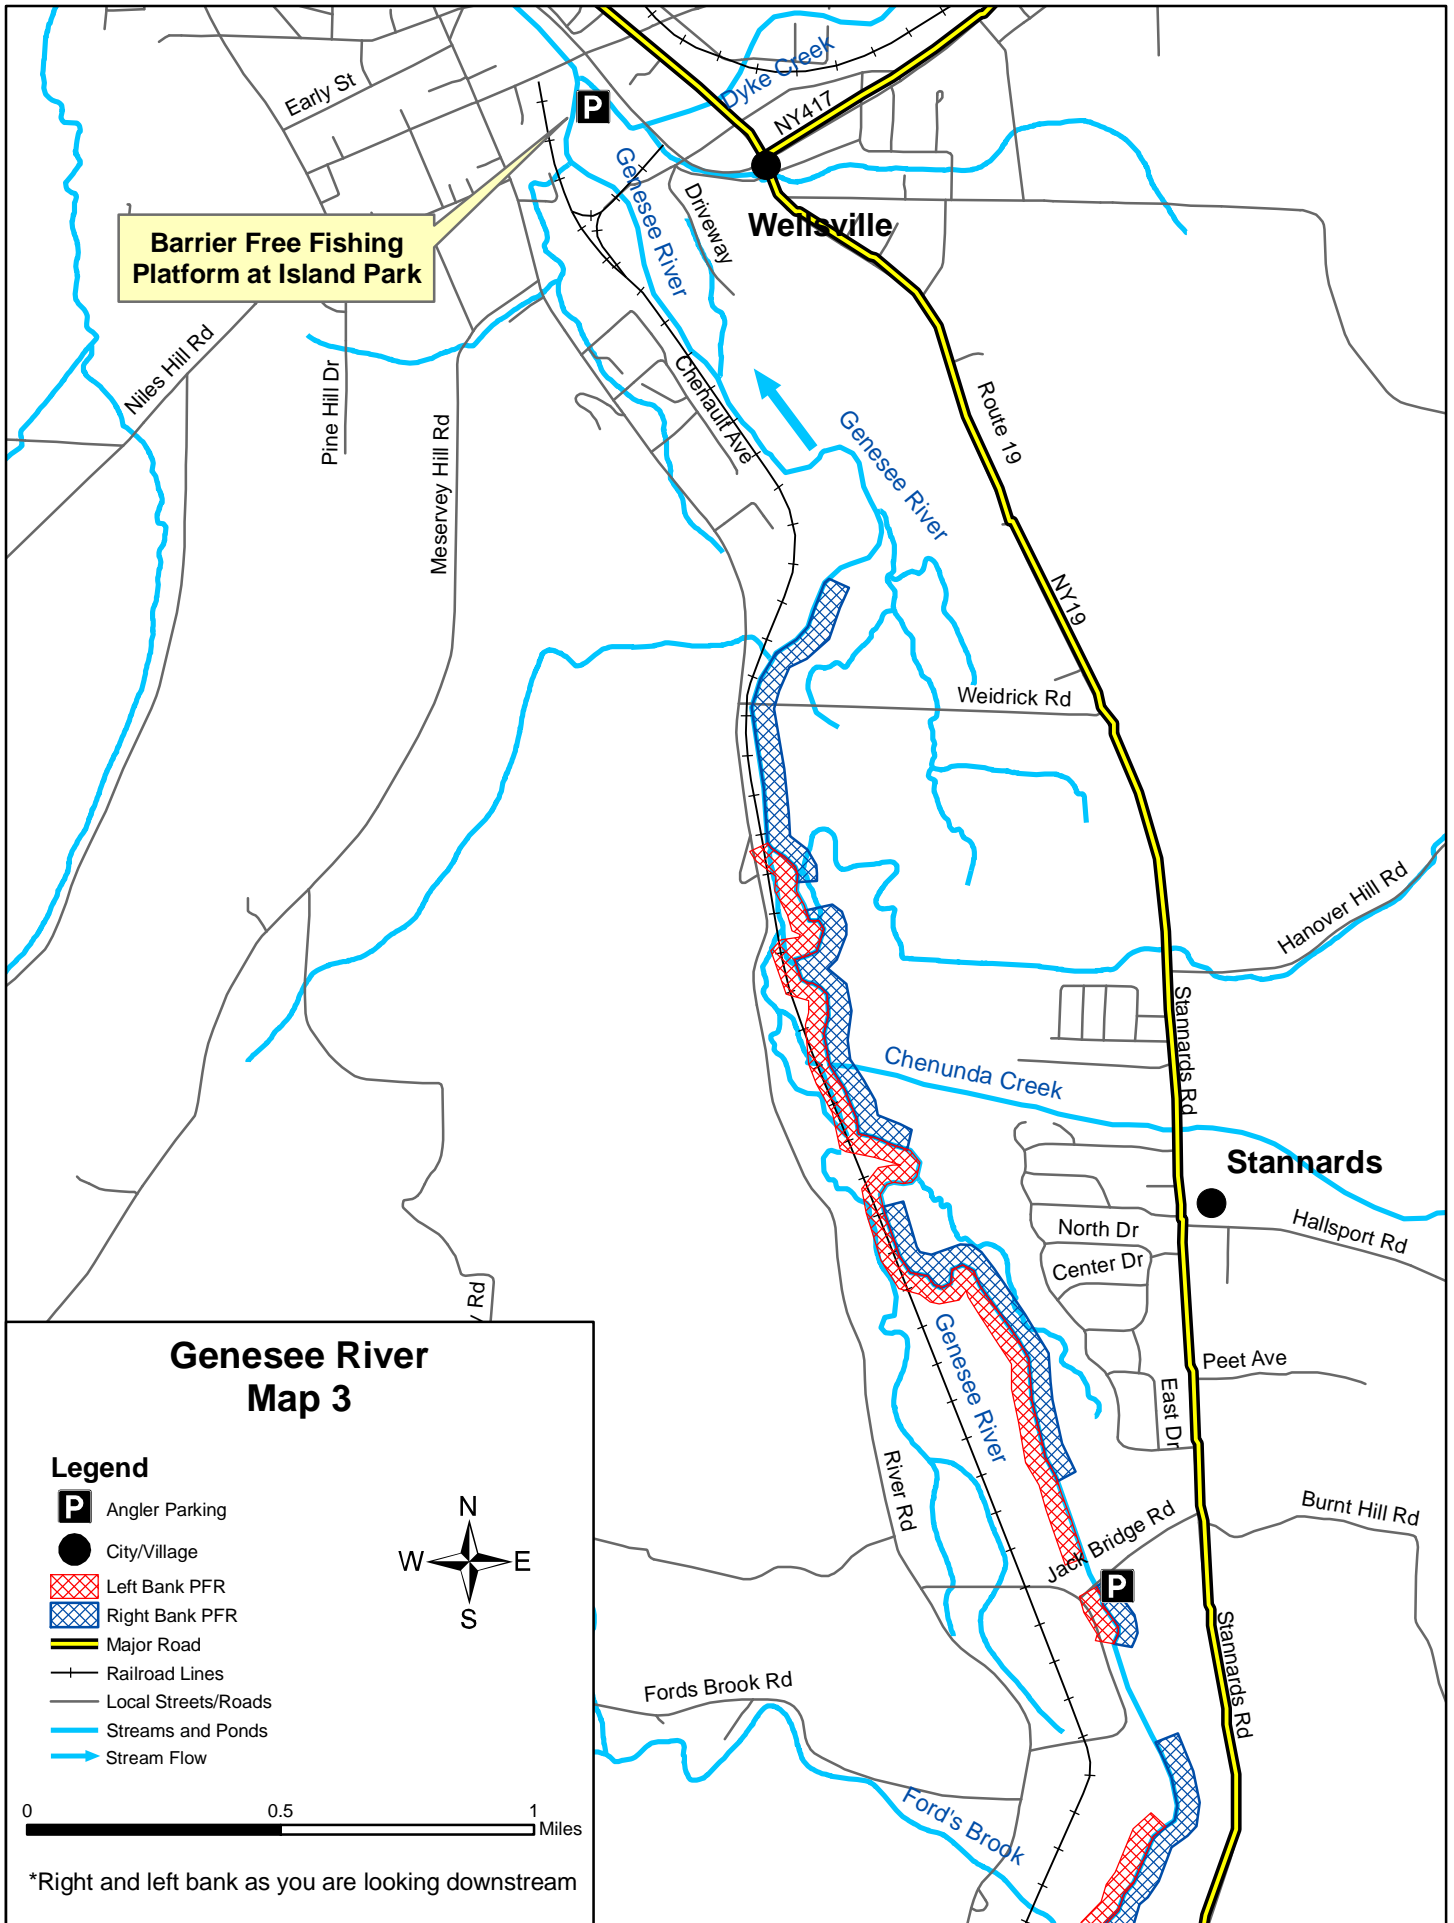 Early St
P
Dyke Creek
NY417
Genesee River
Driveway
Wellsville
Barrier Free Fishing
Platform at Island Park
Niles Hill Rd
Pine Hill Dr
Meservey Hill Rd
Chenault Ave
Genesee River
Route 19
NY19
Weidrick Rd
Hanover Hill Rd
Stannards Rd
Chenunda Creek
Stannards
North Dr
Hallsport Rd
Center Dr
y Rd
Genesee River
Peet Ave
East Dr
River Rd
Jack Bridge Rd
Burnt Hill Rd
P
Stannards Rd
Fords Brook Rd
Ford's Brook
Genesee River
Map 3
Legend
P Angler Parking
City/Village
Left Bank PFR
Right Bank PFR
Major Road
Railroad Lines
Local Streets/Roads
Streams and Ponds
Stream Flow
N
W E
S
0 0.5 1
Miles
*Right and left bank as you are looking downstream